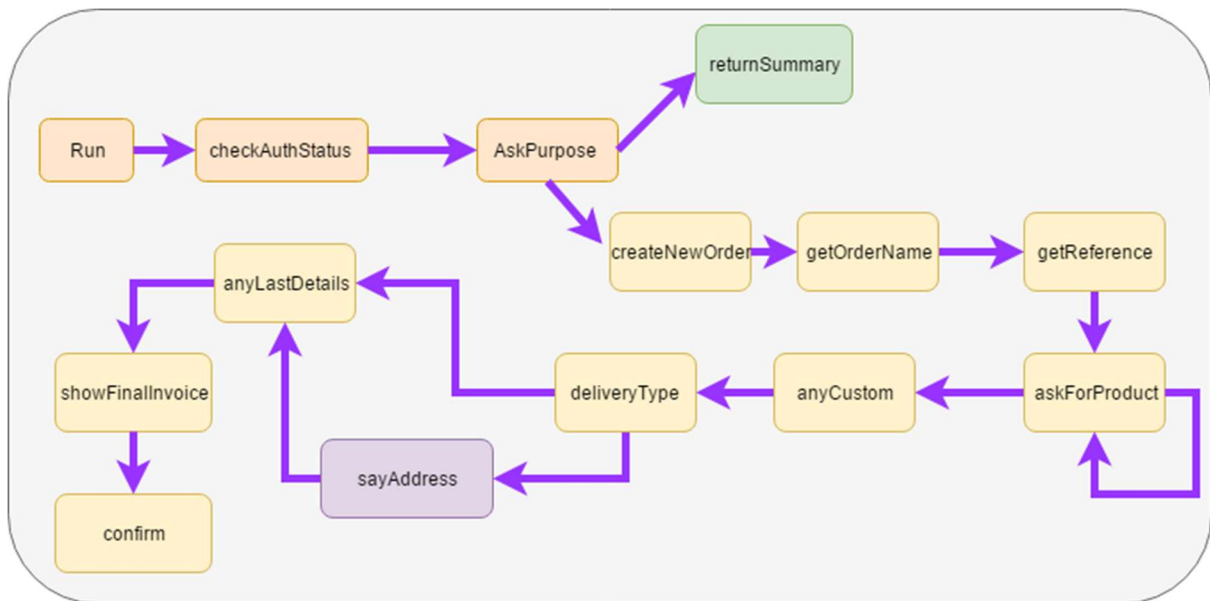 returnSummary
Run
checkAuthStatus
AskPurpose
createNewOrder
getOrderName
getReference
anyLastDetails
showFinalInvoice
deliveryType
anyCustom
askForProduct
sayAddress
confirm